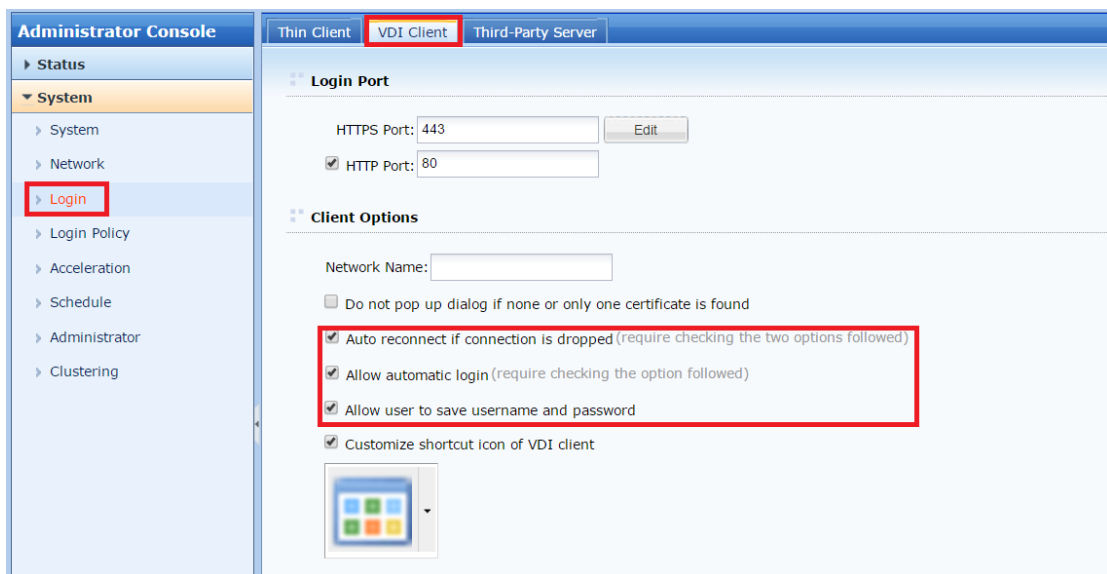 Administrator Console
Status
System
System
Network
Login
Login Policy
Acceleration
Schedule
Administrator
Clustering
Thin Client VDI Client Third-Party Server
Login Port
HTTPS Port: 443 Edit
HTTP Port: 80
Client Options
Network Name:
Do not pop up dialog if none or only one certificate is found
Auto reconnect if connection is dropped (require checking the two options followed)
Allow automatic login (require checking the option followed)
Allow user to save username and password
Customize shortcut icon of VDI client